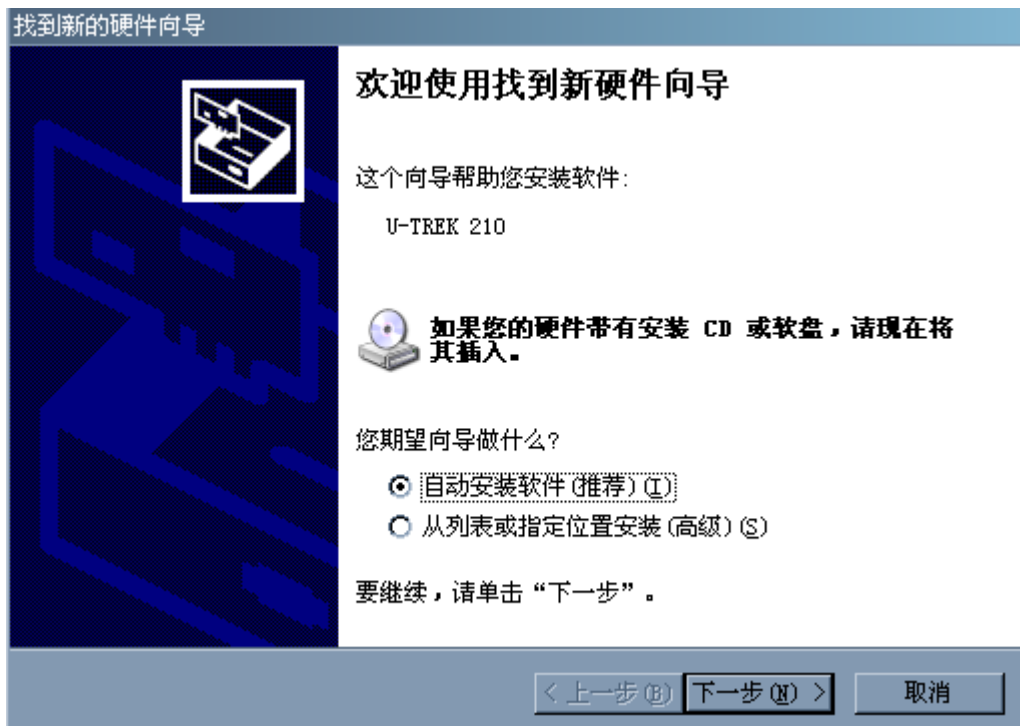 找到新的硬件向导
欢迎使用找到新硬件向导
这个向导帮助您安装软件:
U-TREK 210
如果您的硬件带有安装 CD 或软盘，请现在将
其插入。
您期望向导做什么?
自动安装软件(推荐)(I)
从列表或指定位置安装(高级)(S)
要继续，请单击“下一步”。
< 上一步(B) 下一步(N) > 取消